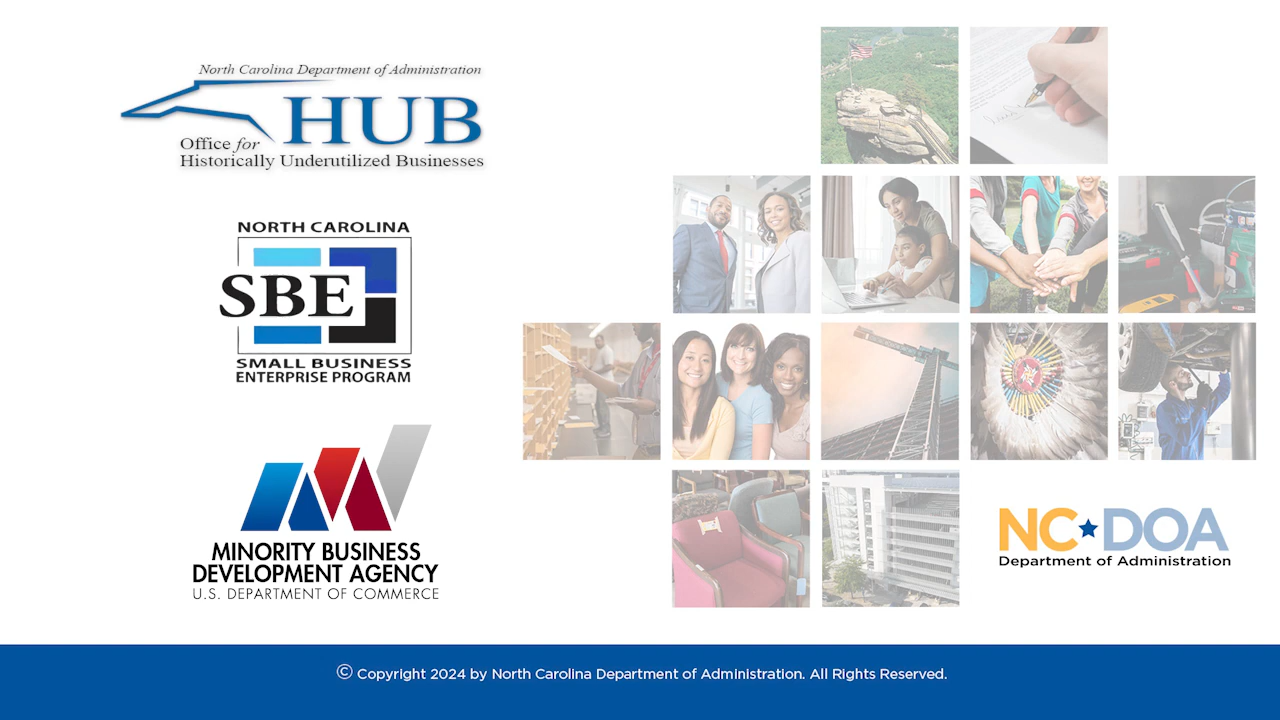 North Carolina Department of Administration
HUB
Office for
Historically Underutilized Businesses
NORTH CAROLINA
SBE
SMALL BUSINESS
ENTERPRISE PROGRAM
MINORITY BUSINESS
DEVELOPMENT AGENCY
U.S. DEPARTMENT OF COMMERCE
NC★DOA
Department of Administration
© Copyright 2024 by North Carolina Department of Administration. All Rights Reserved.